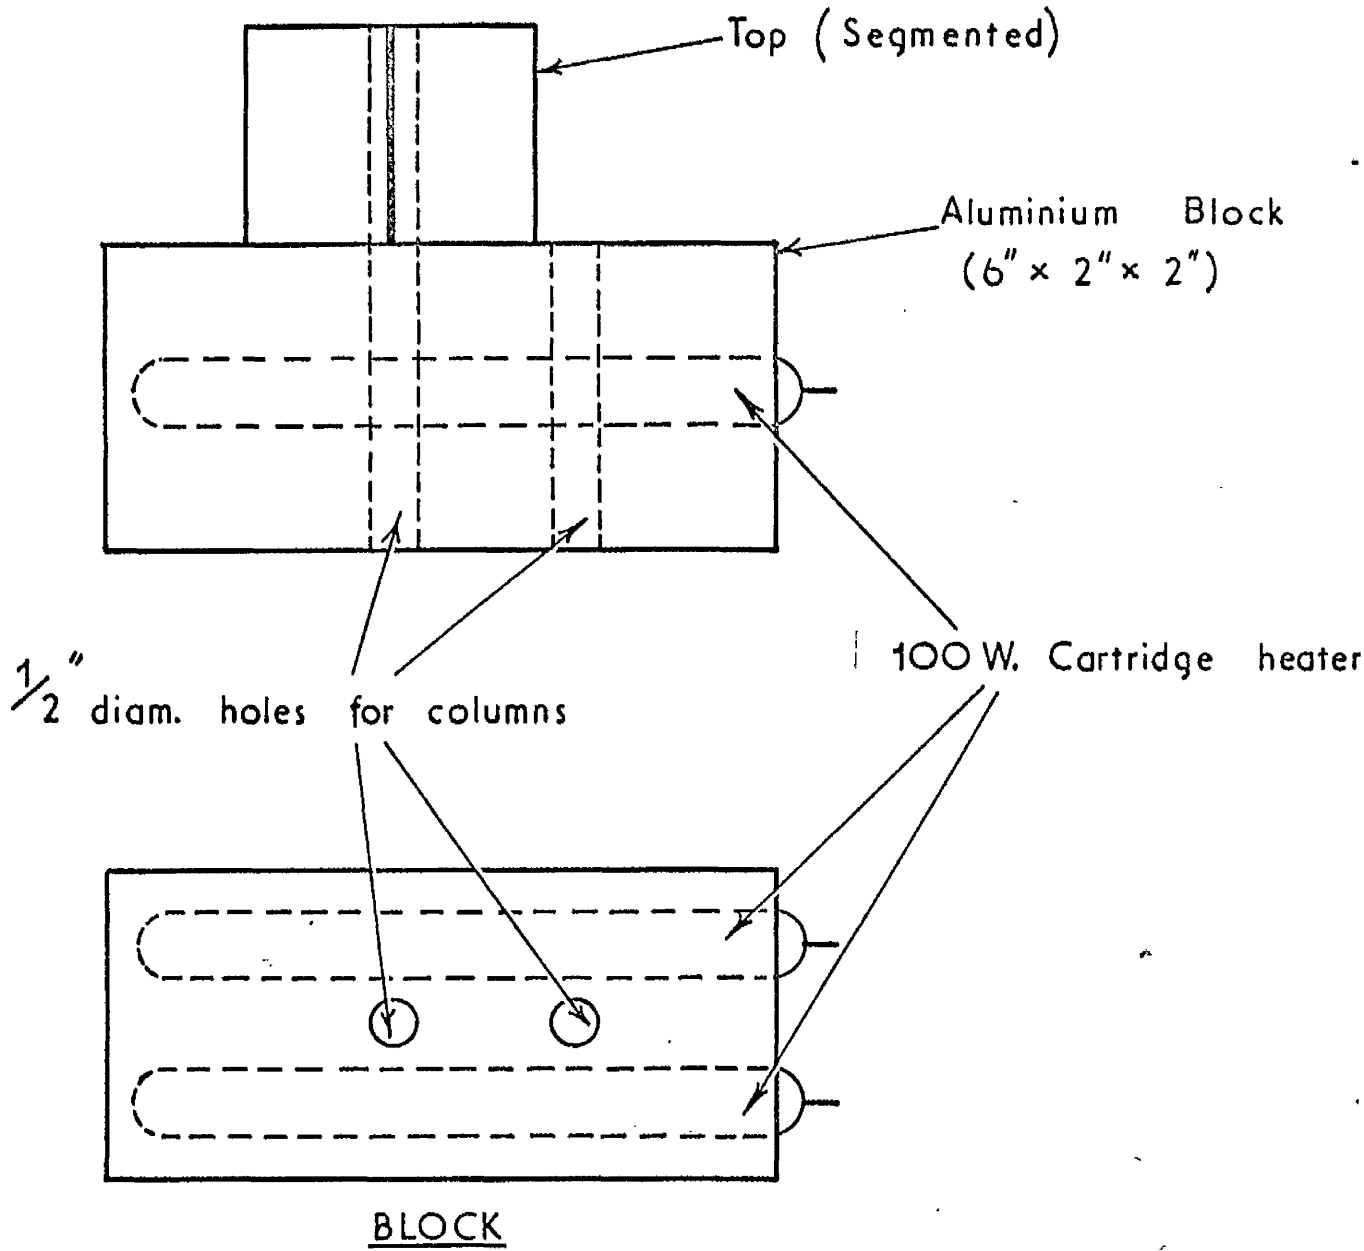 Top (Segmented)
Aluminium Block
(6" × 2" × 2")
100 W. Cartridge heater
1/2" diam. holes for columns
BLOCK